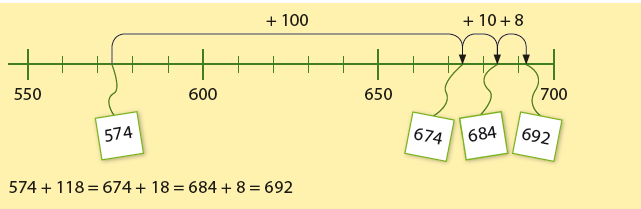 + 100 + 10 + 8
550 600 650 700
574 674 684 692
574 + 118 = 674 + 18 = 684 + 8 = 692